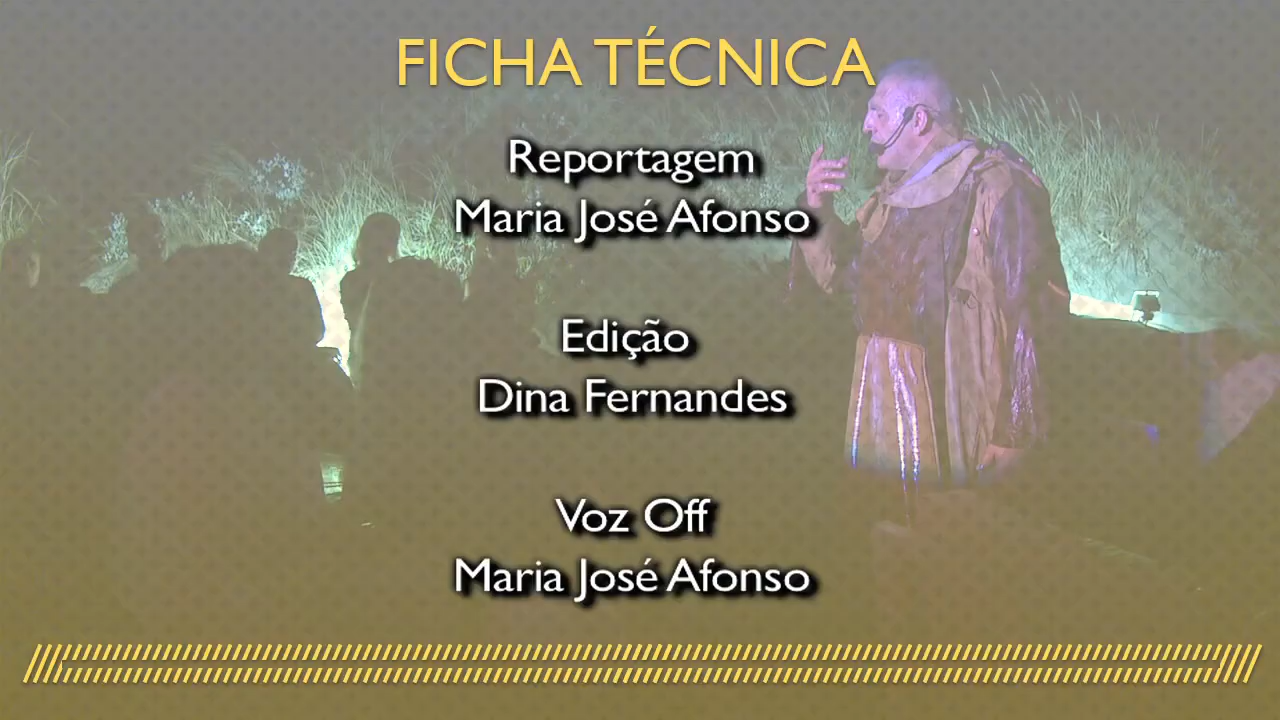 FICHA TÉCNICA
Reportagem
Maria José Afonso
Edição
Dina Fernandes
Voz Off
Maria José Afonso